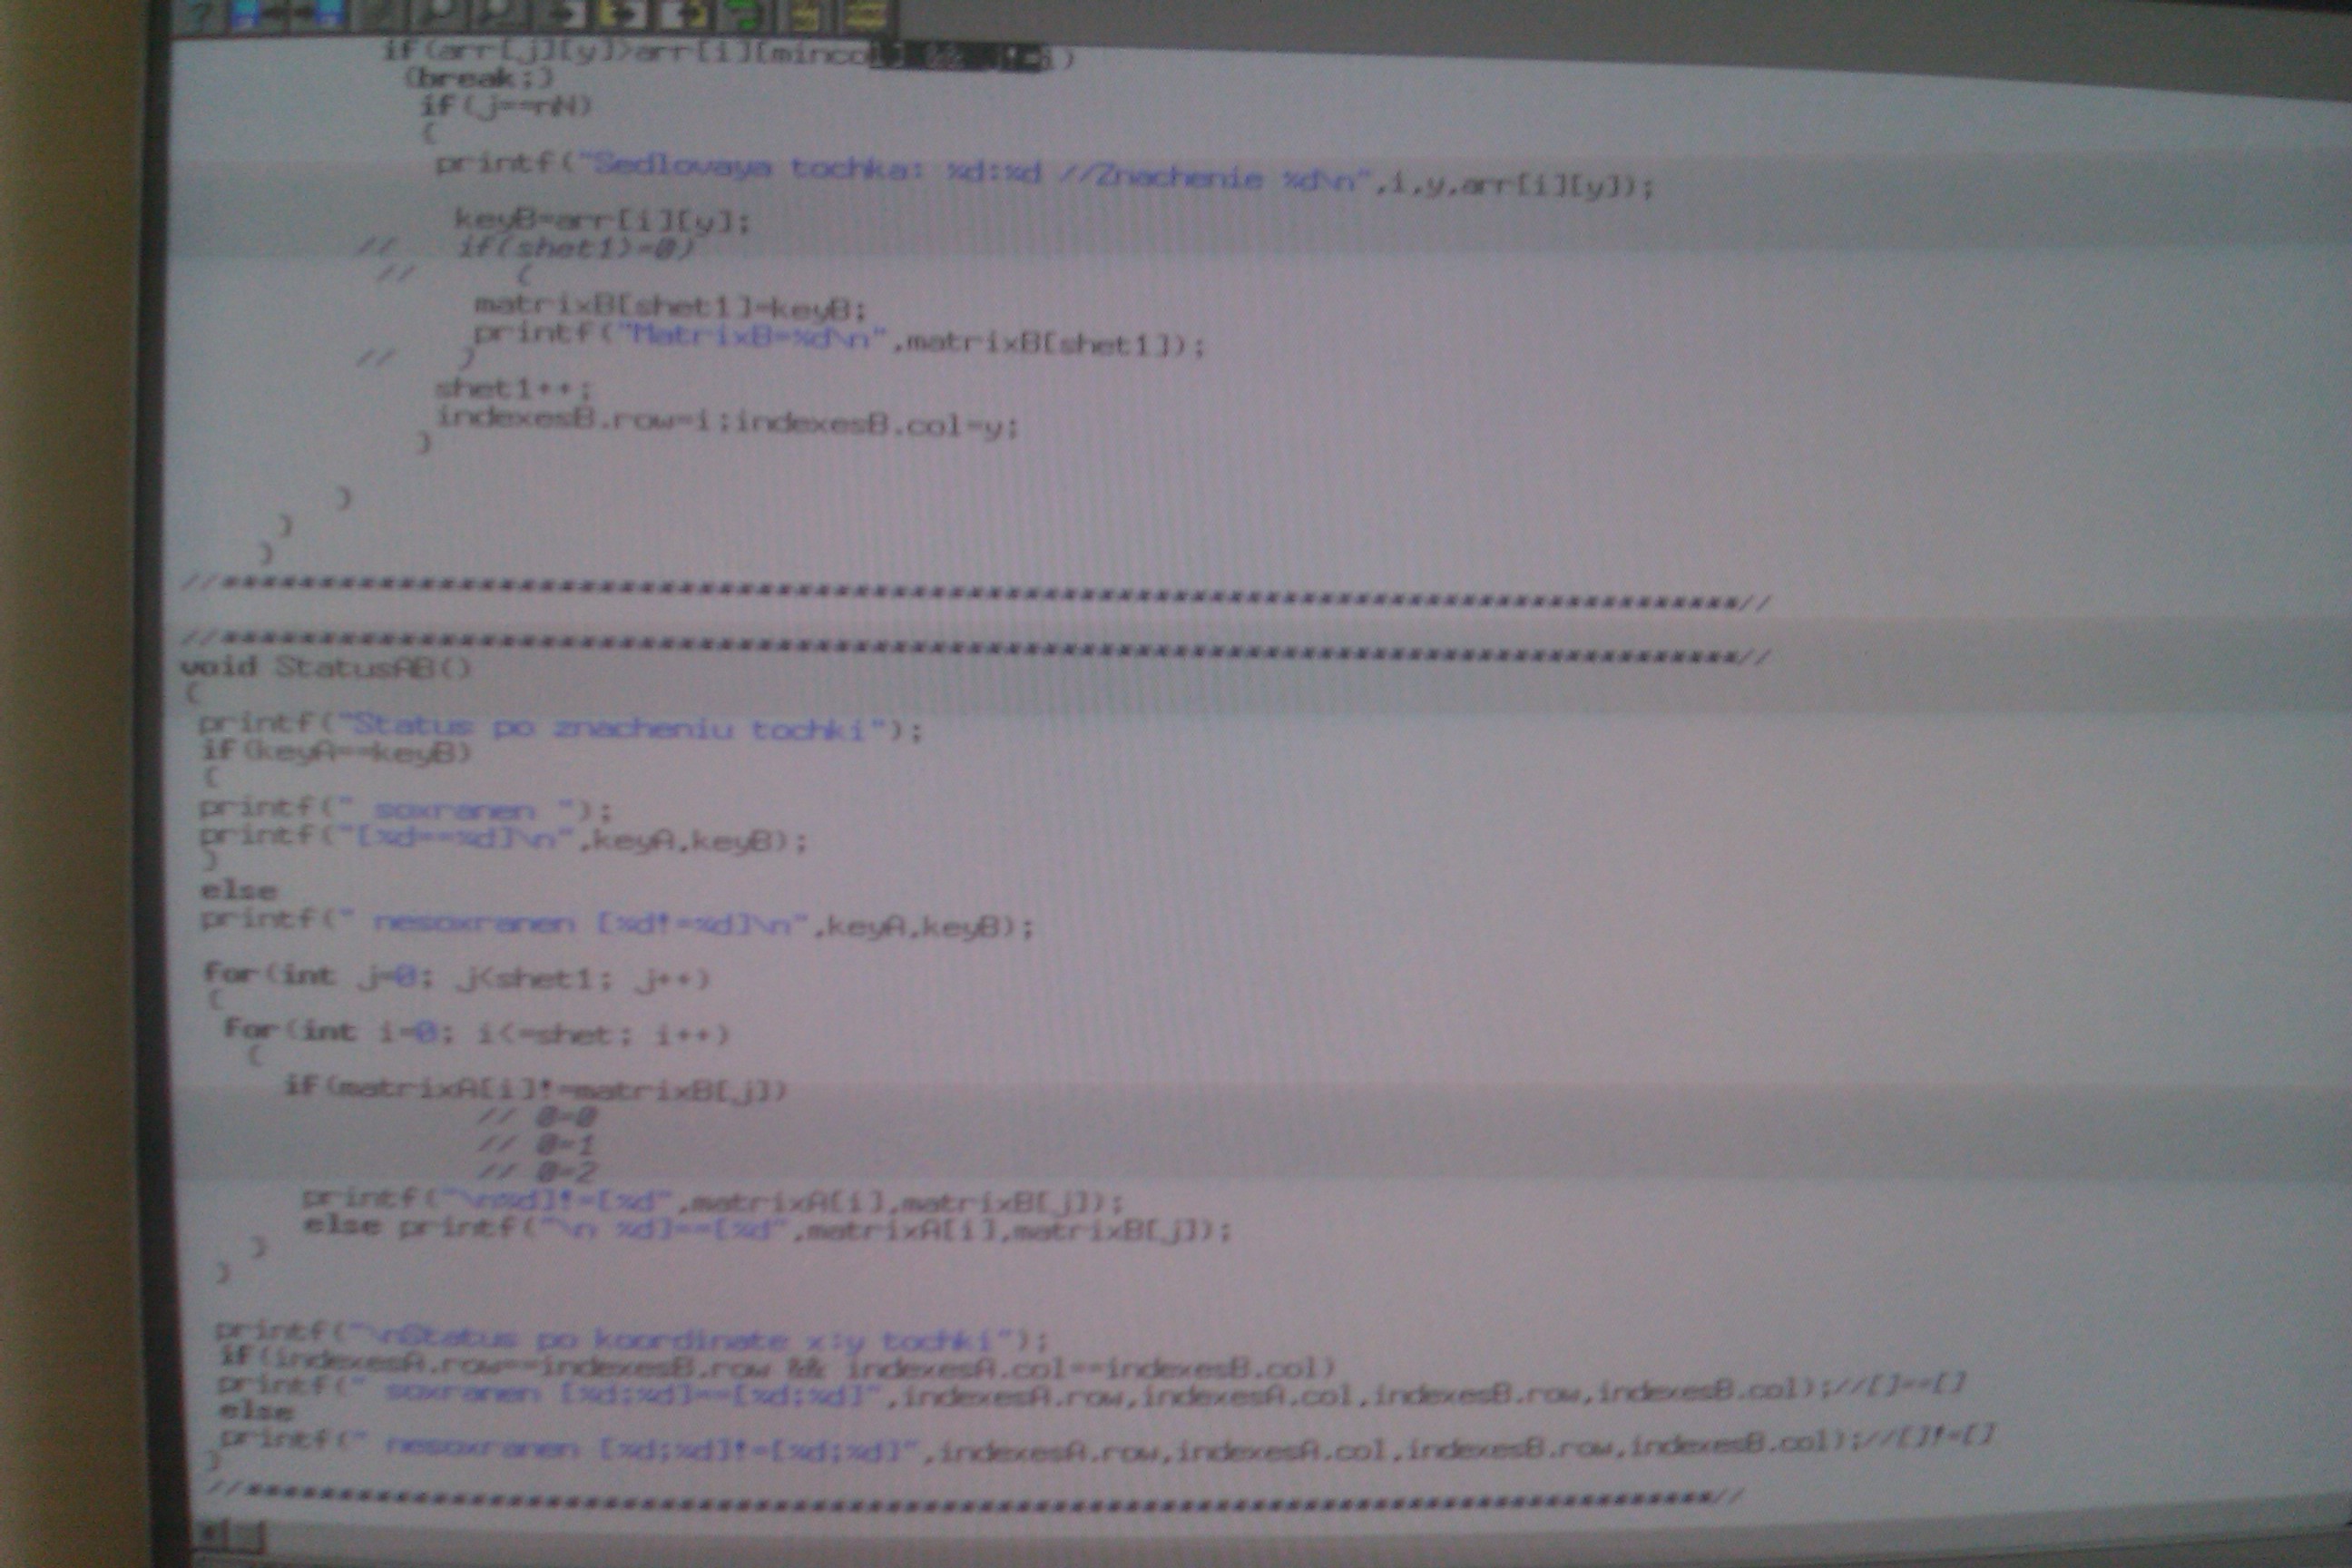 if(arr[j][y]>arr[i][mincol] && j!=i)
{break;}
if(j==nN)
{
printf("Sedlovaya tochka: %d:%d //Znachenie %d\n",i,y,arr[i][y]);
keyB=arr[i][y];
// if(shet1)=0)
// {
matrixB[shet1]=keyB;
printf("MatrixB=%d\n",matrixB[shet1]);
// }
shet1++;
indexesB.row=i;indexesB.col=y;
}
}
}
}
void StatusAB()
{
printf("Status po znacheniu tochki");
if(keyA==keyB)
{
printf(" soxranen ");
printf("[%d==%d]\n",keyA,keyB);
}
else
printf(" nesoxranen [%d!=%d]\n",keyA,keyB);
for(int j=0; j<shet1; j++)
{
for(int i=0; i<=shet; i++)
{
if(matrixA[i]!=matrixB[j])
// 0=0
// 0=1
// 0=2
printf("\n%d]!=[%d",matrixA[i],matrixB[j]);
else printf("\n %d]==[%d",matrixA[i],matrixB[j]);
}
}
printf("\nStatus po koordinate x:y tochki");
if(indexesA.row==indexesB.row && indexesA.col==indexesB.col)
printf(" soxranen [%d;%d]==[%d;%d]",indexesA.row,indexesA.col,indexesB.row,indexesB.col);//[]==[]
else
printf(" nesoxranen [%d;%d]!=[%d;%d]",indexesA.row,indexesA.col,indexesB.row,indexesB.col);//[]!=[]
}